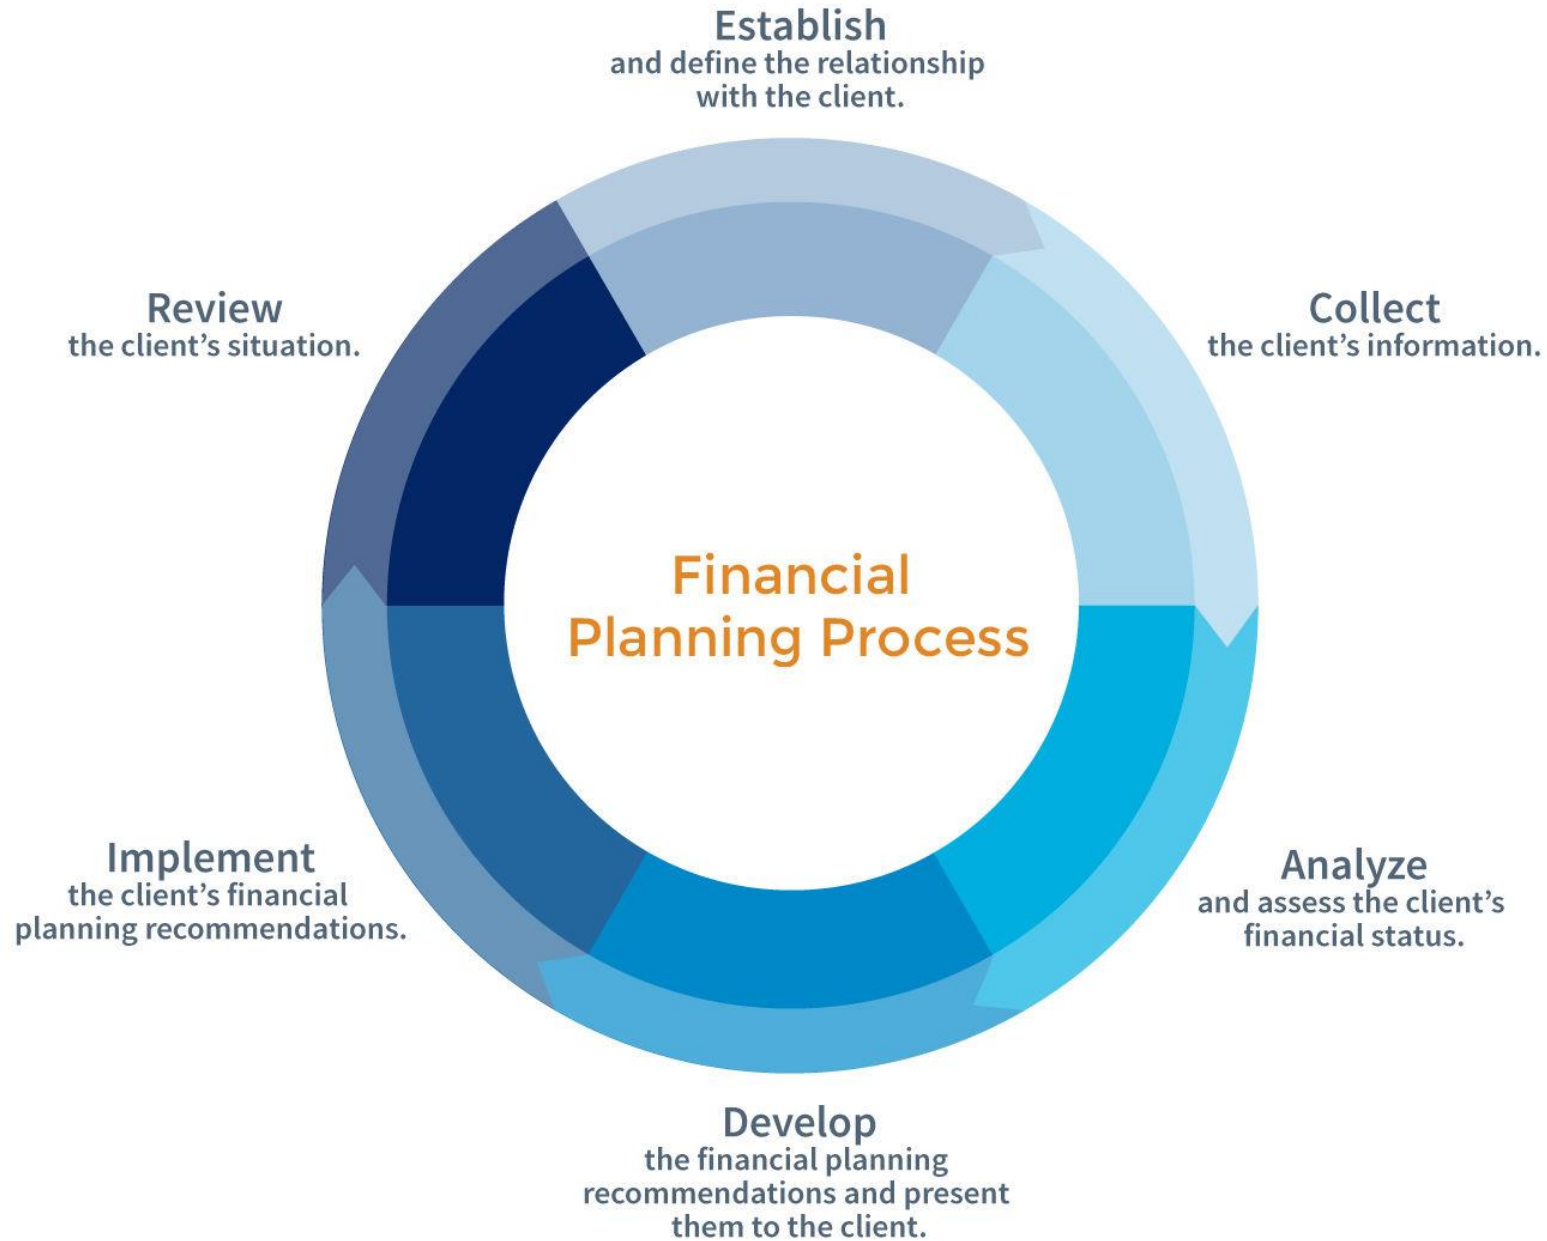 Establish
and define the relationship
with the client.
Collect
the client’s information.
Analyze
and assess the client’s
financial status.
Develop
the financial planning
recommendations and present
them to the client.
Implement
the client’s financial
planning recommendations.
Review
the client’s situation.
Financial
Planning Process